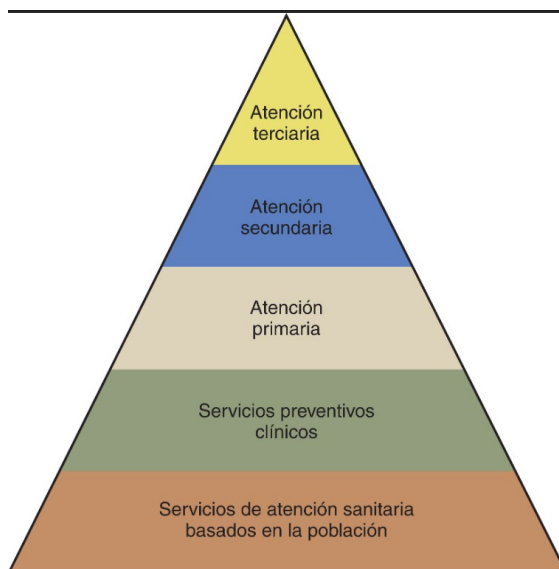 Atención
terciaria
Atención
secundaria
Atención
primaria
Servicios preventivos
clínicos
Servicios de atención sanitaria
basados en la población